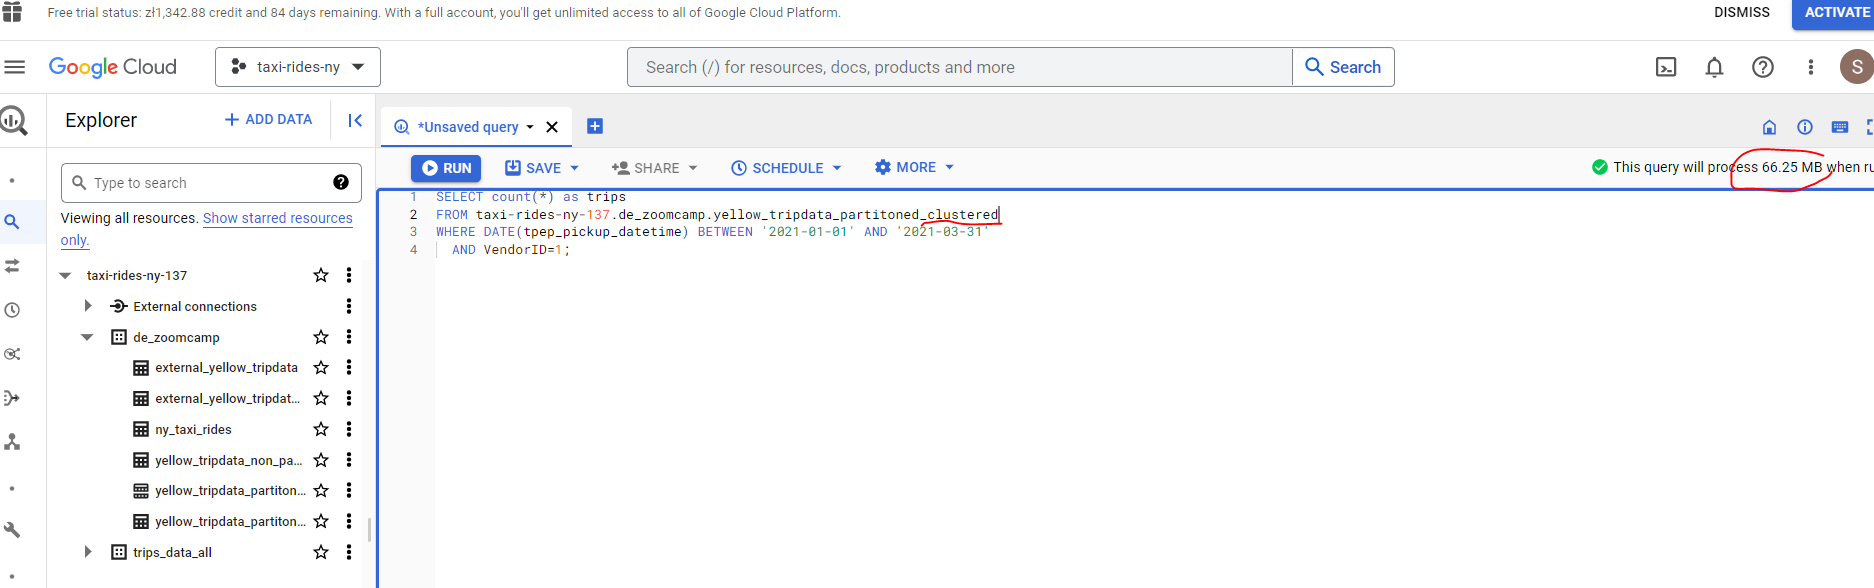 Free trial status: zł1,342.88 credit and 84 days remaining. With a full account, you'll get unlimited access to all of Google Cloud Platform.
DISMISS
ACTIVATE
Google Cloud
taxi-rides-ny
Search (/) for resources, docs, products and more
Search
S
Explorer
+ ADD DATA
*Unsaved query
RUN
SAVE
SHARE
SCHEDULE
MORE
This query will process 66.25 MB when ru
Type to search
Viewing all resources. Show starred resources
only.
taxi-rides-ny-137
External connections
de_zoomcamp
external_yellow_tripdata
external_yellow_tripdat...
ny_taxi_rides
yellow_tripdata_non_pa...
yellow_tripdata_partiton...
yellow_tripdata_partiton...
trips_data_all
1 SELECT count(*) as trips
2 FROM taxi-rides-ny-137.de_zoomcamp.yellow_tripdata_partitoned_clustered
3 WHERE DATE(tpep_pickup_datetime) BETWEEN '2021-01-01' AND '2021-03-31'
4 AND VendorID=1;